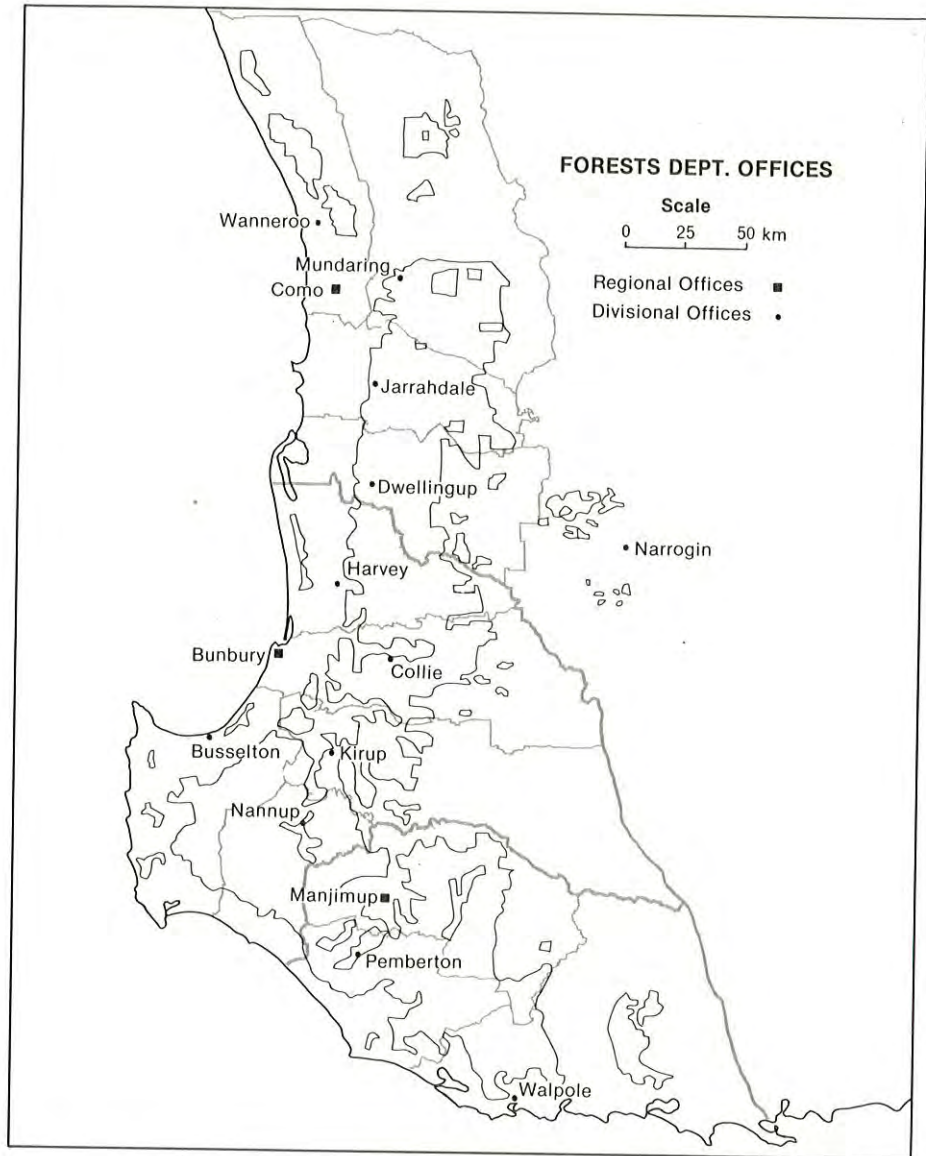 FORESTS DEPT. OFFICES
Scale
0 25 50 km
Regional Offices
Divisional Offices
Wanneroo
Mundaring
Como
Jarrahdale
Dwellingup
Narrogin
Harvey
Bunbury
Collie
Busselton
Kirup
Nannup
Manjimup
Pemberton
Walpole